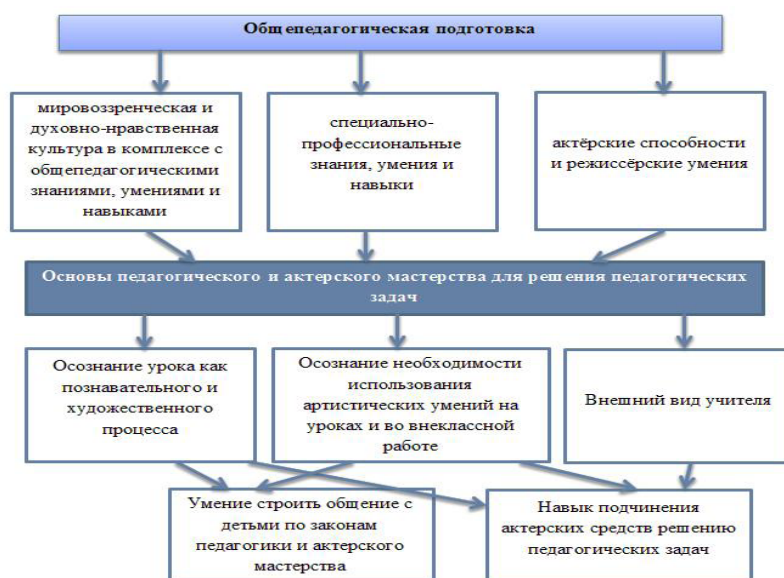 Общепедагогическая подготовка
мировоззренческая и
духовно-нравственная
культура в комплексе с
общепедагогическими
знаниями, умениями и
навыками
специально-
профессиональные
знания, умения и
навыки
актёрские способности
и режиссёрские умения
Основы педагогического и актерского мастерства для решения педагогических
задач
Осознание урока как
познавательного и
художественного
процесса
Осознание необходимости
использования
артистических умений на
уроках и во внеклассной
работе
Внешний вид учителя
Умение строить общение с
детьми по законам
педагогики и актерского
мастерства
Навык подчинения
актерских средств решению
педагогических задач